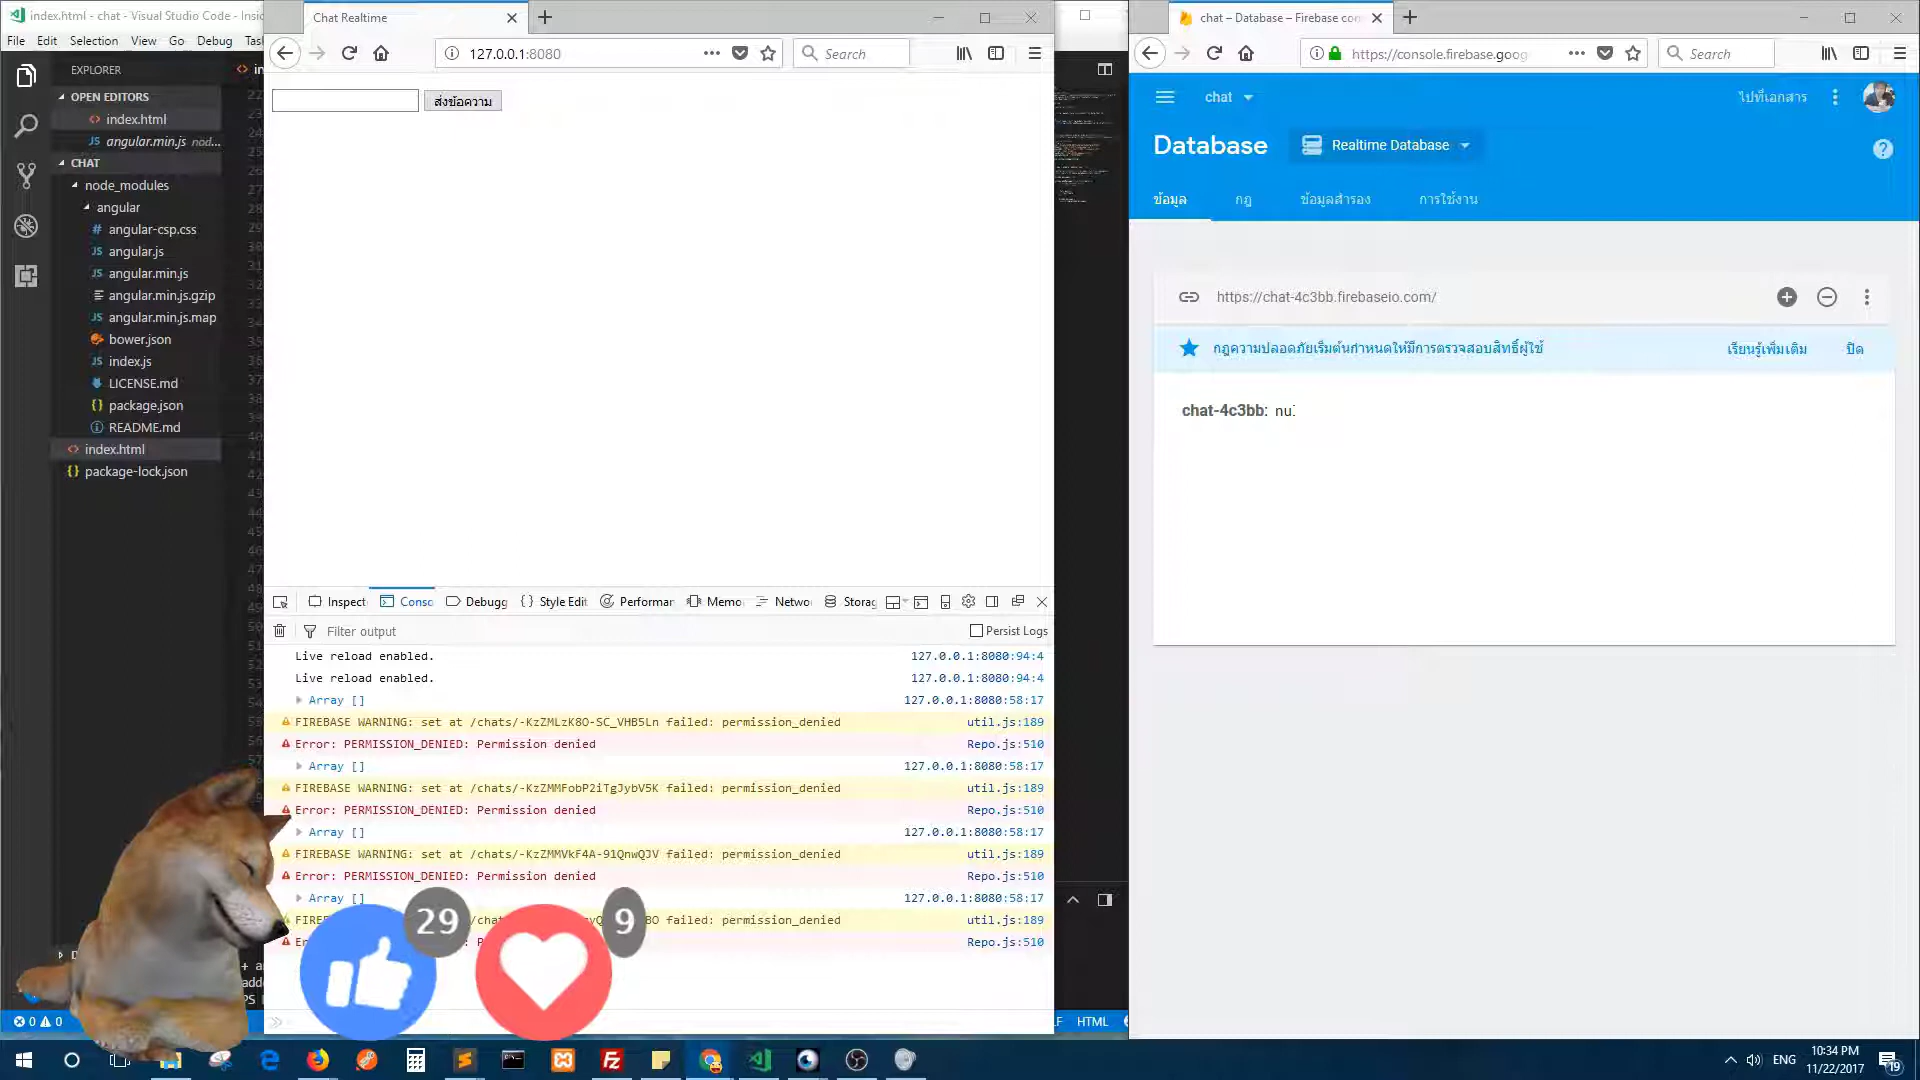 index.html - chat - Visual Studio Code - Insid
File Edit Selection View Go Debug Tas
EXPLORER
OPEN EDITORS
index.html
angular.min.js nod...
CHAT
node_modules
angular
angular-csp.css
angular.js
angular.min.js
angular.min.js.gzip
angular.min.js.map
bower.json
index.js
LICENSE.md
package.json
README.md
index.html
package-lock.json
0 0
HTML
Chat Realtime
127.0.0.1:8080
Search
ส่งข้อความ
Inspect Conso Debugg Style Edit Performan Memo Netwo Storag
Filter output
Persist Logs
Live reload enabled. 127.0.0.1:8080:94:4
Live reload enabled. 127.0.0.1:8080:94:4
Array [] 127.0.0.1:8080:58:17
FIREBASE WARNING: set at /chats/-KzZMLzK8O-SC_VHB5Ln failed: permission_denied util.js:189
Error: PERMISSION_DENIED: Permission denied Repo.js:510
Array [] 127.0.0.1:8080:58:17
FIREBASE WARNING: set at /chats/-KzZMMFobP2iTgJybV5K failed: permission_denied util.js:189
Error: PERMISSION_DENIED: Permission denied Repo.js:510
Array [] 127.0.0.1:8080:58:17
FIREBASE WARNING: set at /chats/-KzZMMVkF4A-91QnwQJV failed: permission_denied util.js:189
Error: PERMISSION_DENIED: Permission denied Repo.js:510
Array [] 127.0.0.1:8080:58:17
failed: permission_denied util.js:189
Repo.js:510
29
9
chat – Database – Firebase con
https://console.firebase.goog
Search
chat
ไปที่เอกสาร
Database
Realtime Database
ข้อมูล กฎ ข้อมูลสำรอง การใช้งาน
https://chat-4c3bb.firebaseio.com/
กฎความปลอดภัยเริ่มต้นกำหนดให้มีการตรวจสอบสิทธิ์ผู้ใช้
เรียนรู้เพิ่มเติม ปิด
chat-4c3bb:
ENG
10:34 PM
11/22/2017
19